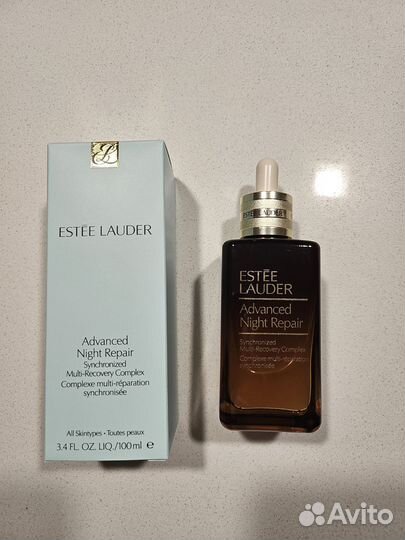 ESTĒE LAUDER
Advanced
Night Repair
Synchronized
Multi-Recovery Complex
Complexe multi-réparation
synchronisée
All Skintypes • Toutes peaux
3.4 FL. OZ. LIQ./100 ml e
ESTĒE LAUDER
ESTĒE
LAUDER
Advanced
Night Repair
Synchronized
Multi-Recovery Complex
Complexe multi-réparation
synchronisée
Avito